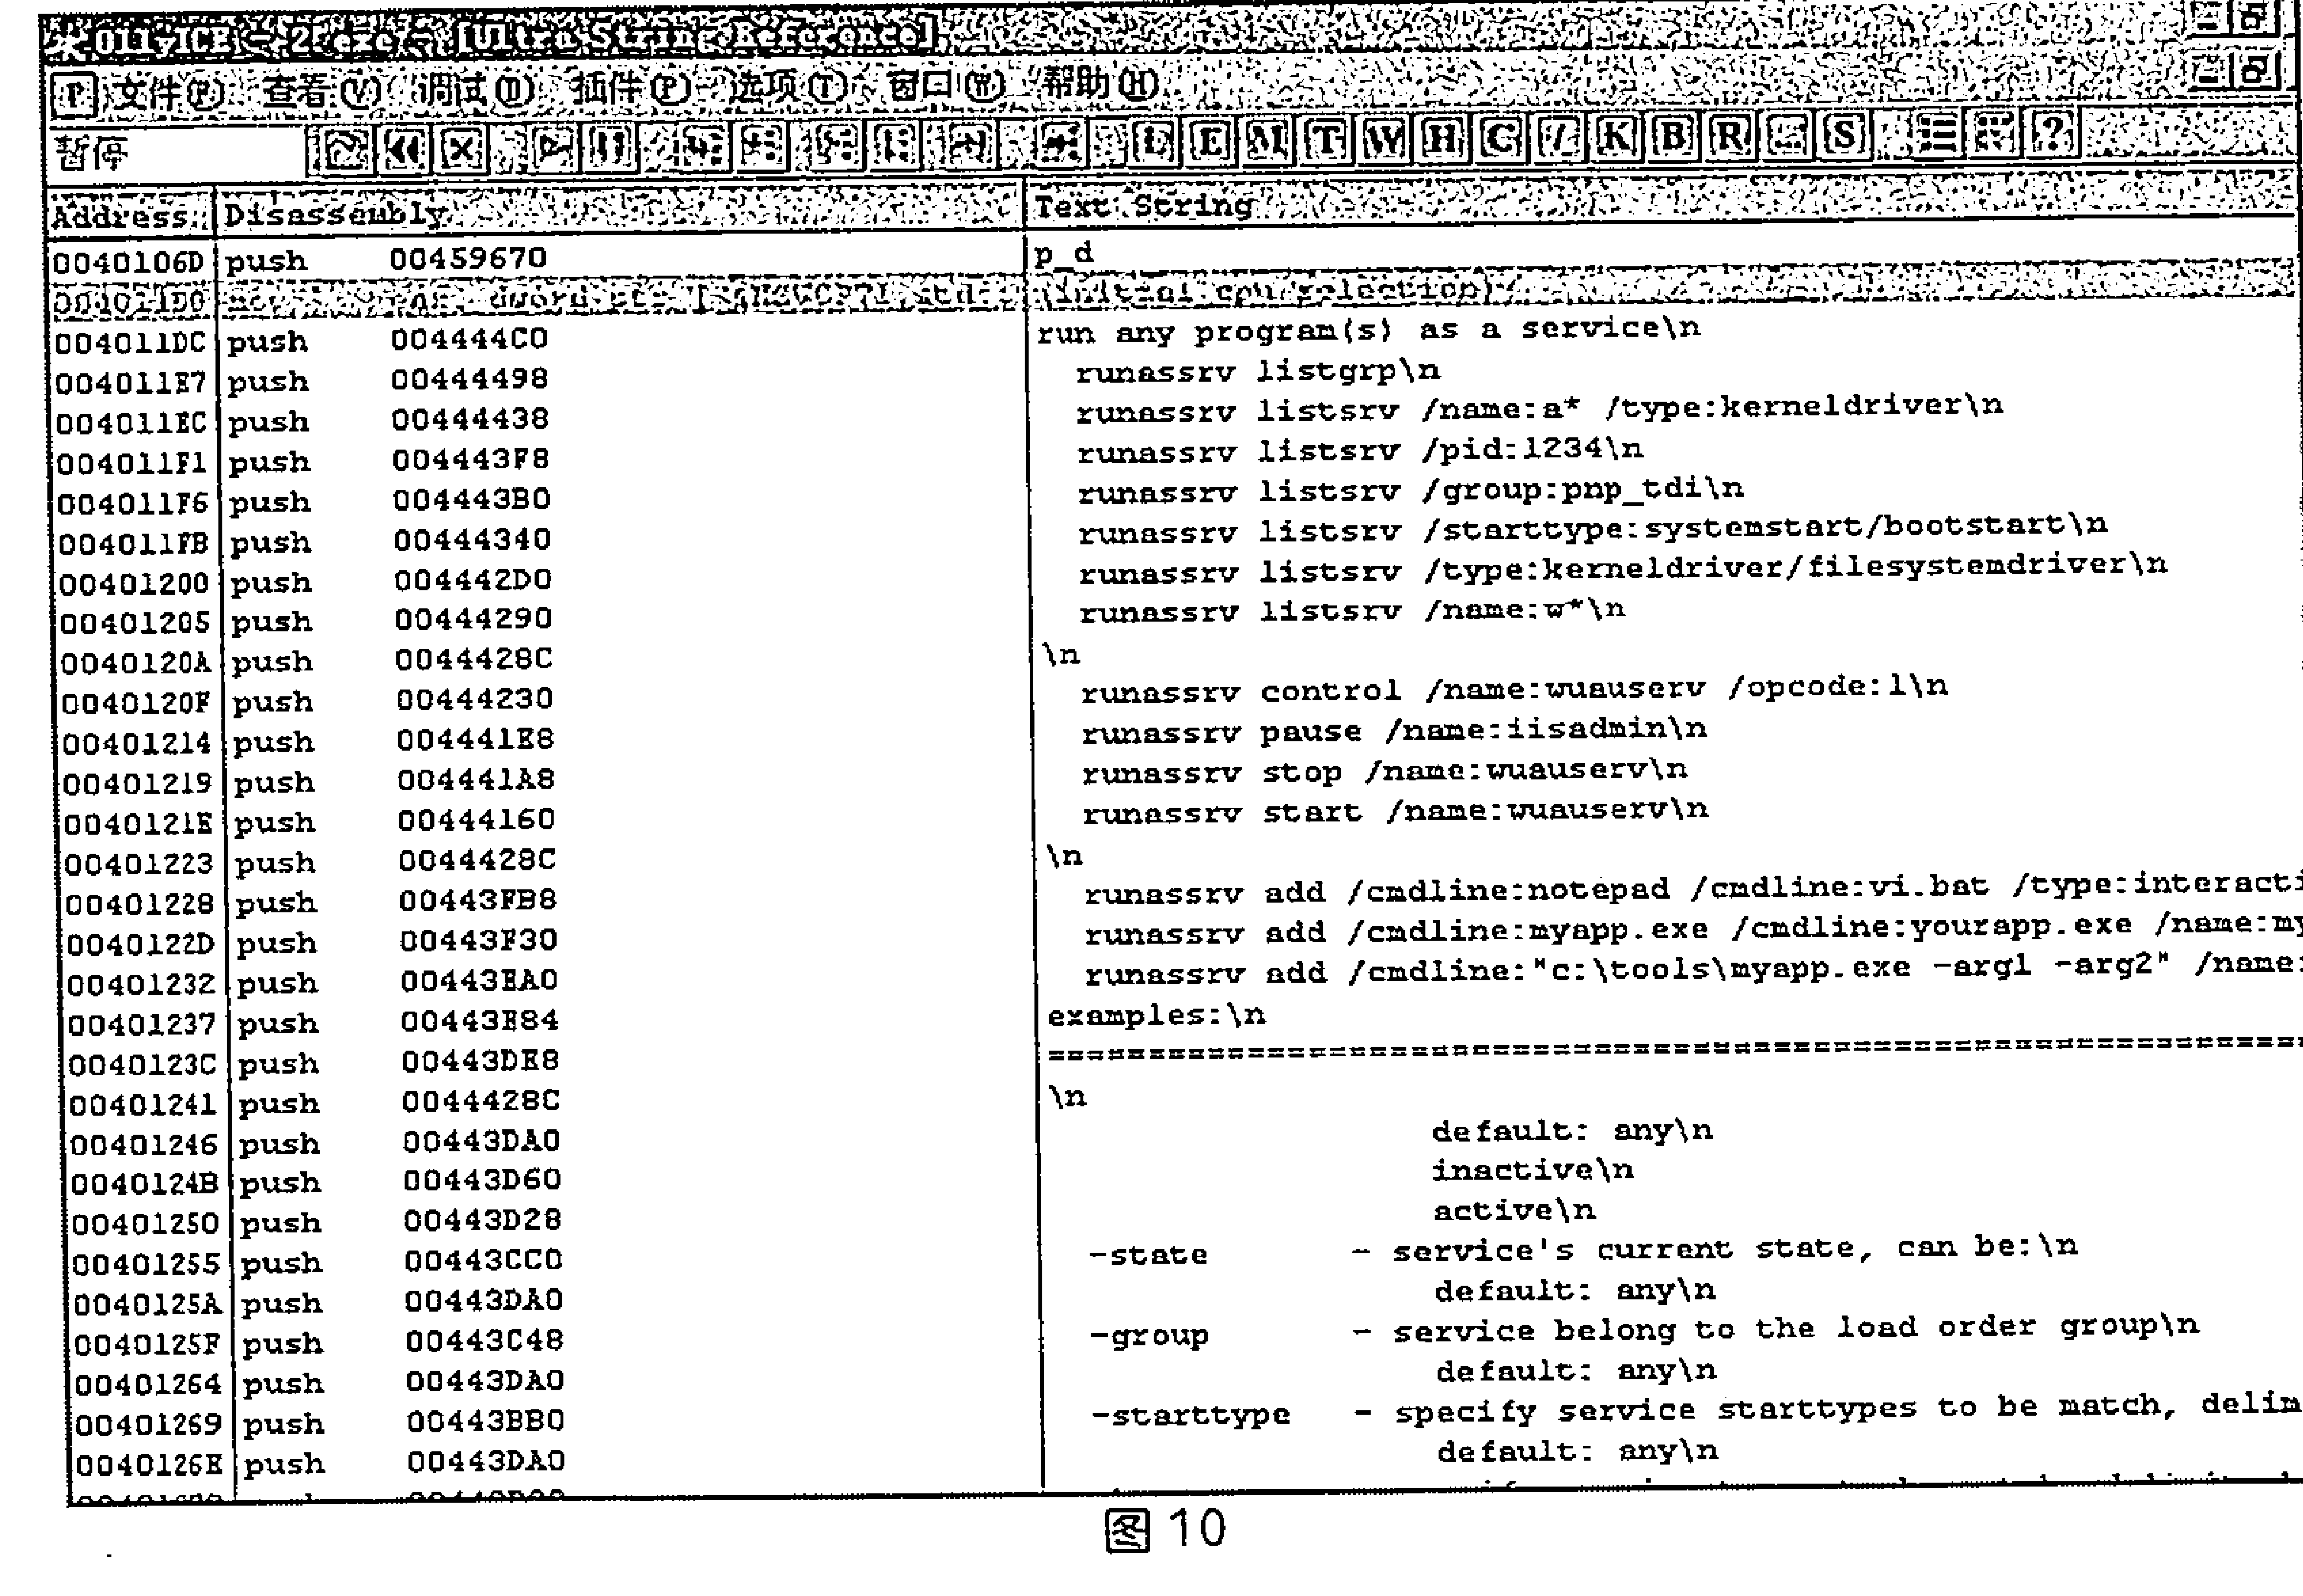 OllyICE - 2.exe - [Ultra String Reference]
文件(F) 查看(V) 调试(D) 插件(P) 选项(T) 窗口(W) 帮助(H)
暂停 L E M T W H C / K B R ... S ?
Address Disassembly Text String
0040106D push 00459670 p_d
004011D0 (Initial cpu selection)
004011DC push 004444C0 run any program(s) as a service\n
004011E7 push 00444498 runassrv listgrp\n
004011EC push 00444438 runassrv listsrv /name:a* /type:kerneldriver\n
004011F1 push 004443F8 runassrv listsrv /pid:1234\n
004011F6 push 004443B0 runassrv listsrv /group:pnp_tdi\n
004011FB push 00444340 runassrv listsrv /starttype:systemstart/bootstart\n
00401200 push 004442D0 runassrv listsrv /type:kerneldriver/filesystemdriver\n
00401205 push 00444290 runassrv listsrv /name:w*\n
0040120A push 0044428C \n
0040120F push 00444230 runassrv control /name:wuauserv /opcode:1\n
00401214 push 004441E8 runassrv pause /name:iisadmin\n
00401219 push 004441A8 runassrv stop /name:wuauserv\n
0040121E push 00444160 runassrv start /name:wuauserv\n
00401223 push 0044428C \n
00401228 push 00443FB8 runassrv add /cmdline:notepad /cmdline:vi.bat /type:interacti
0040122D push 00443F30 runassrv add /cmdline:myapp.exe /cmdline:yourapp.exe /name:my
00401232 push 00443EA0 runassrv add /cmdline:"c:\tools\myapp.exe -arg1 -arg2" /name:
00401237 push 00443E84 examples:\n
0040123C push 00443DE8 ==============================================================
00401241 push 0044428C \n
00401246 push 00443DA0 default: any\n
0040124B push 00443D60 inactive\n
00401250 push 00443D28 active\n
00401255 push 00443CC0 -state - service's current state, can be:\n
0040125A push 00443DA0 default: any\n
0040125F push 00443C48 -group - service belong to the load order group\n
00401264 push 00443DA0 default: any\n
00401269 push 00443BB0 -starttype - specify service starttypes to be match, delim
0040126E push 00443DA0 default: any\n
图 10